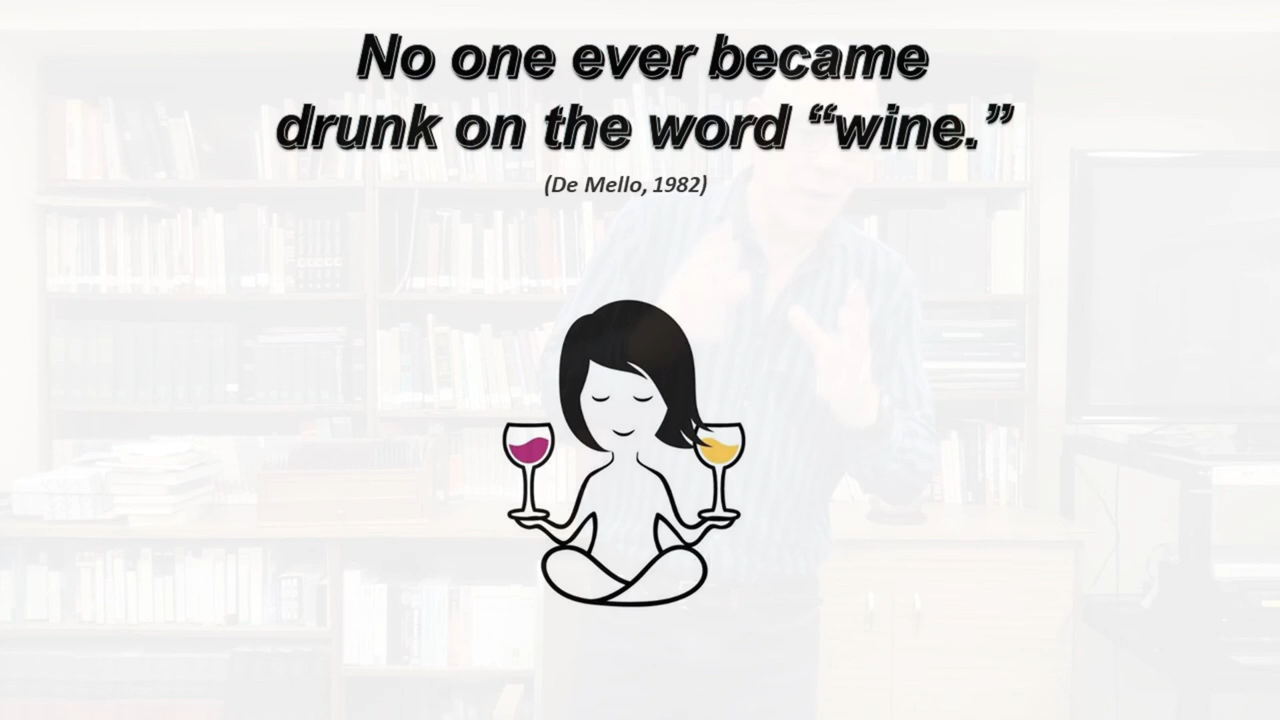 No one ever became
drunk on the word “wine.”
(De Mello, 1982)